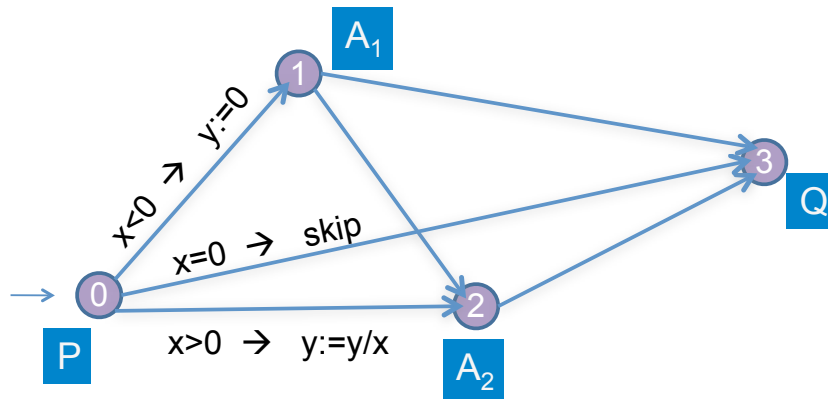 A₁
1
x<0 → y:=0
3
Q
x=0 → skip
0
2
P
x>0 → y:=y/x
A₂